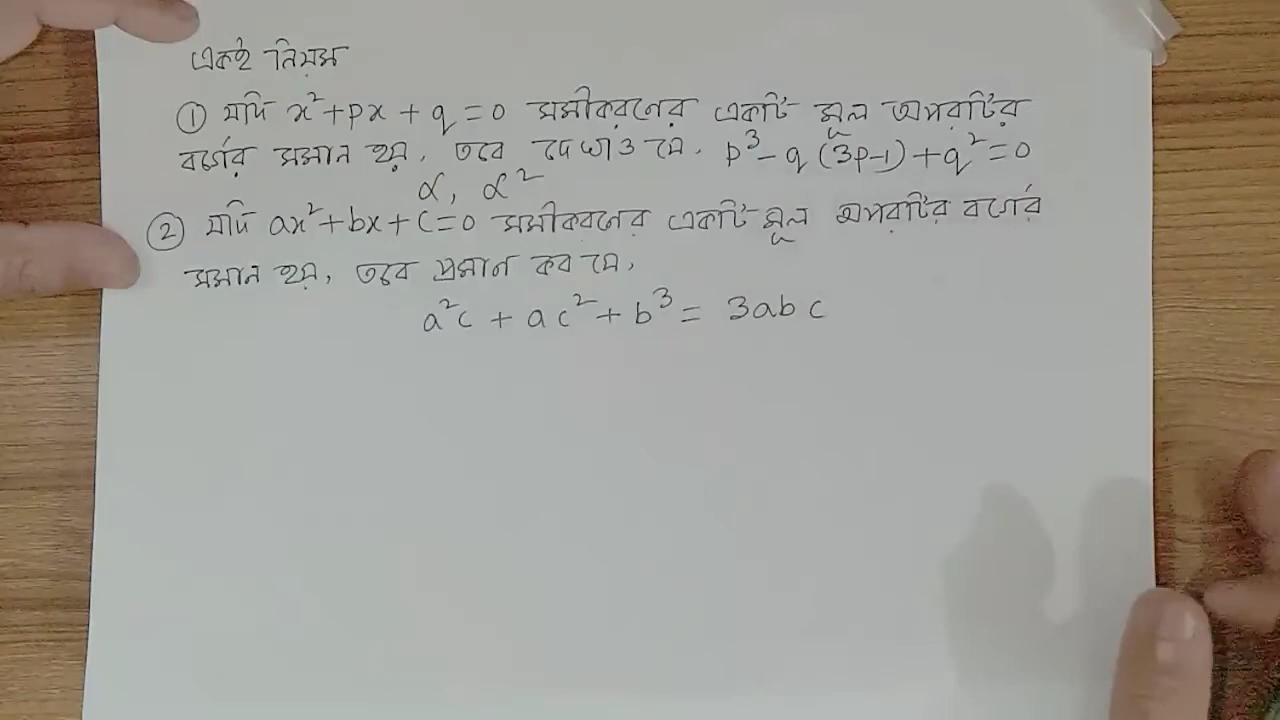 একই নিয়ম
① যদি x²+px+q=0 সমীকরণের একটি মূল অপরটির
বর্গের সমান হয়, তবে দেখাও যে, p³-q(3p-1)+q²=0
α, α²
② যদি ax²+bx+c=0 সমীকরণের একটি মূল অপরটির বর্গের
সমান হয়, তবে প্রমান কর যে,
a²c + ac² + b³ = 3abc